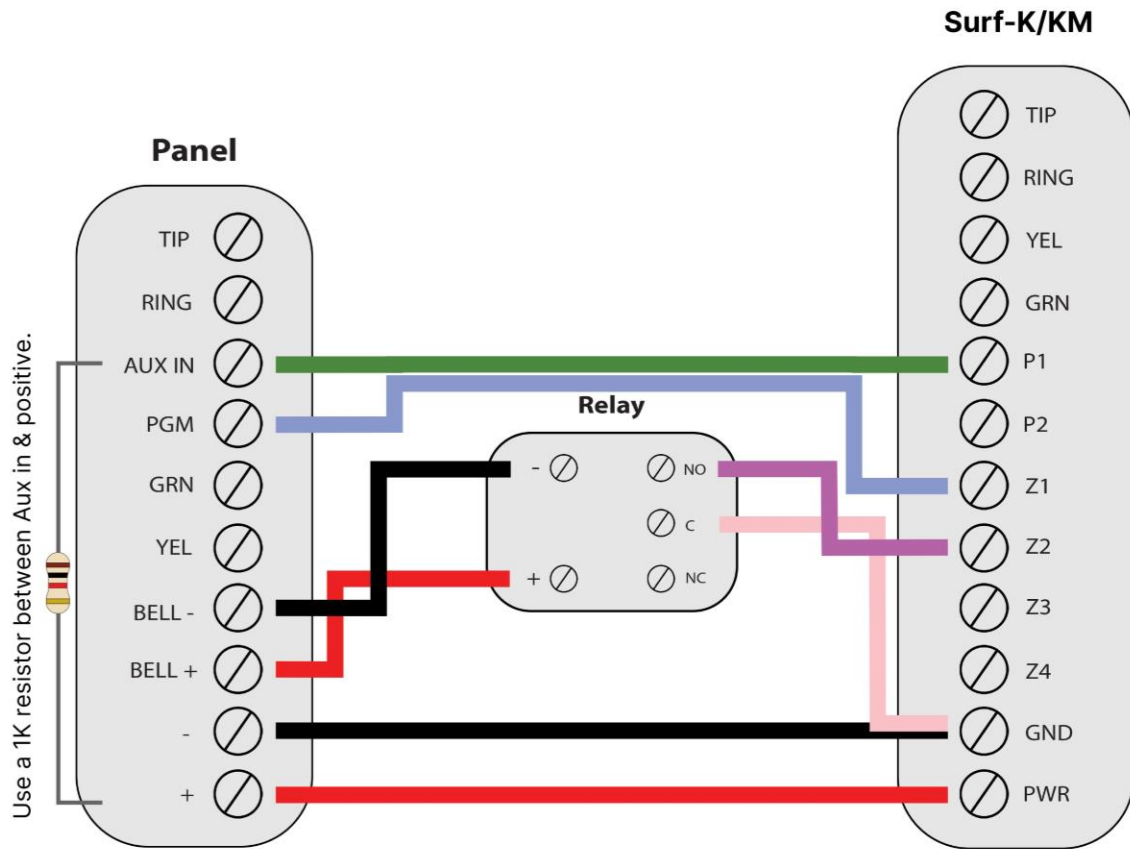 Surf-K/KM
TIP
RING
YEL
GRN
P1
P2
Z1
Z2
Z3
Z4
GND
PWR
Panel
TIP
RING
AUX IN
PGM
GRN
YEL
BELL -
BELL +
-
+
Relay
- NO
C
+ NC
Use a 1K resistor between Aux in & positive.